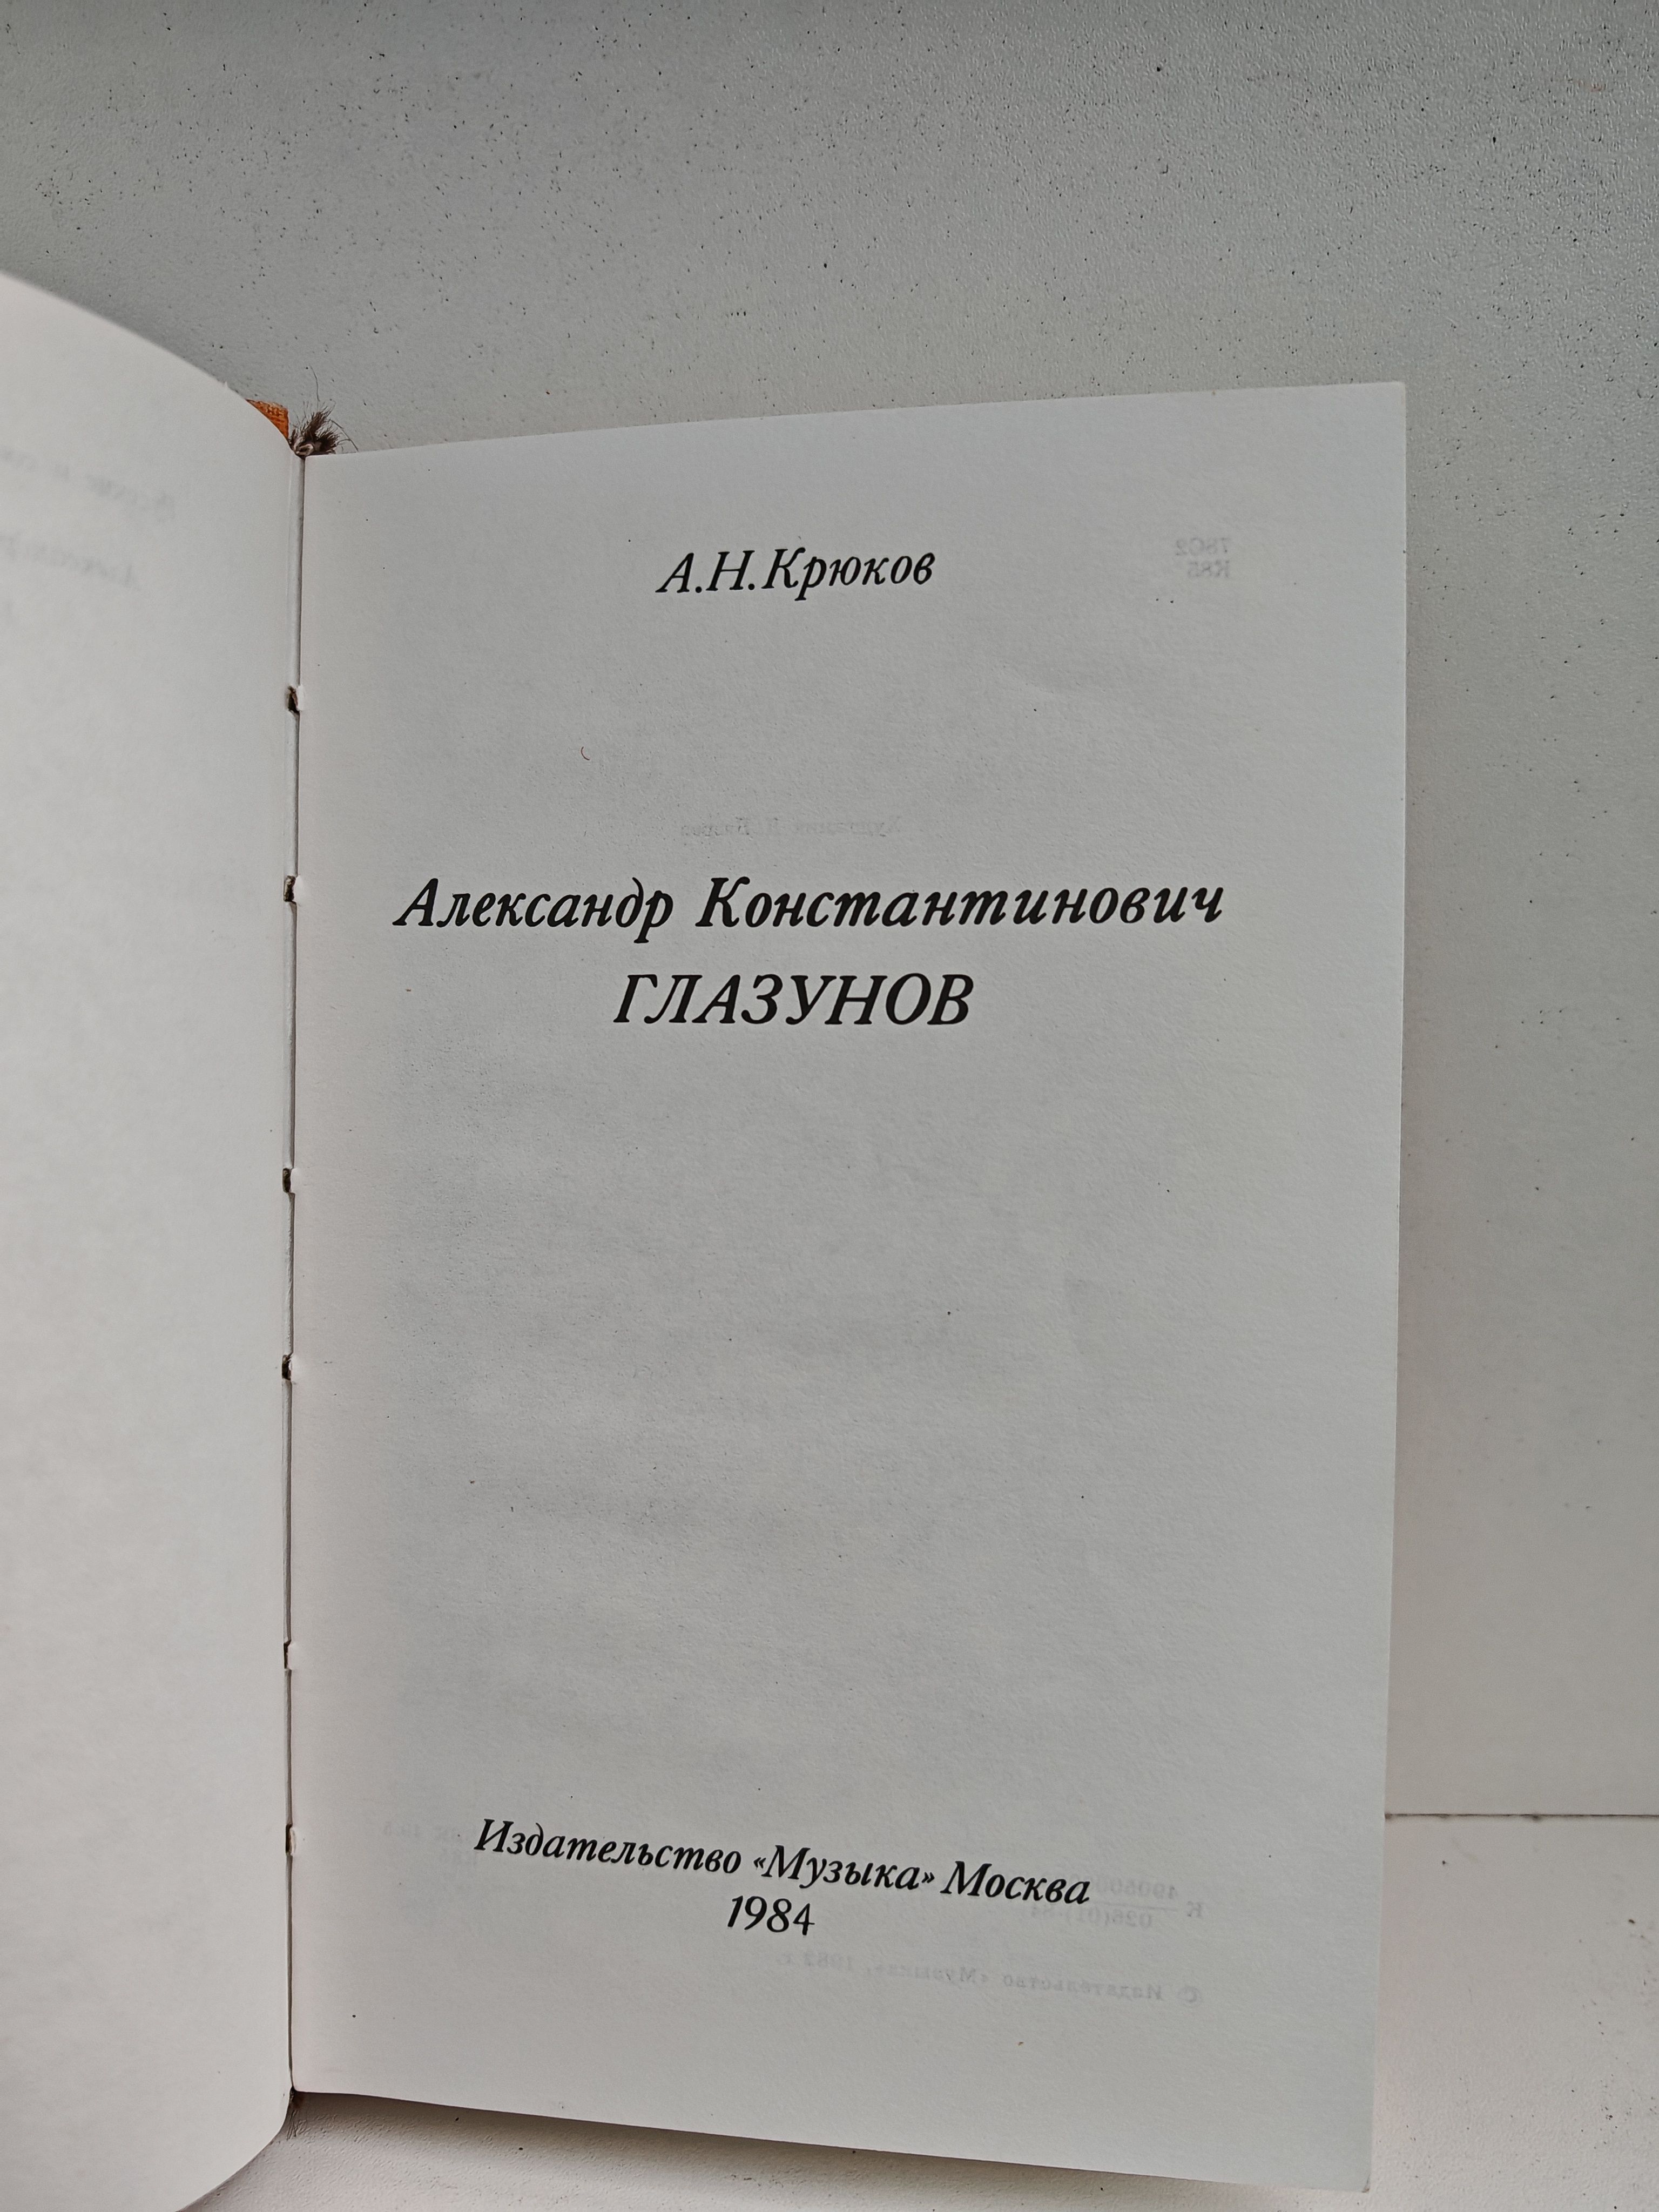 А.Н.Крюков
Александр Константинович
ГЛАЗУНОВ
Издательство «Музыка» Москва
1984